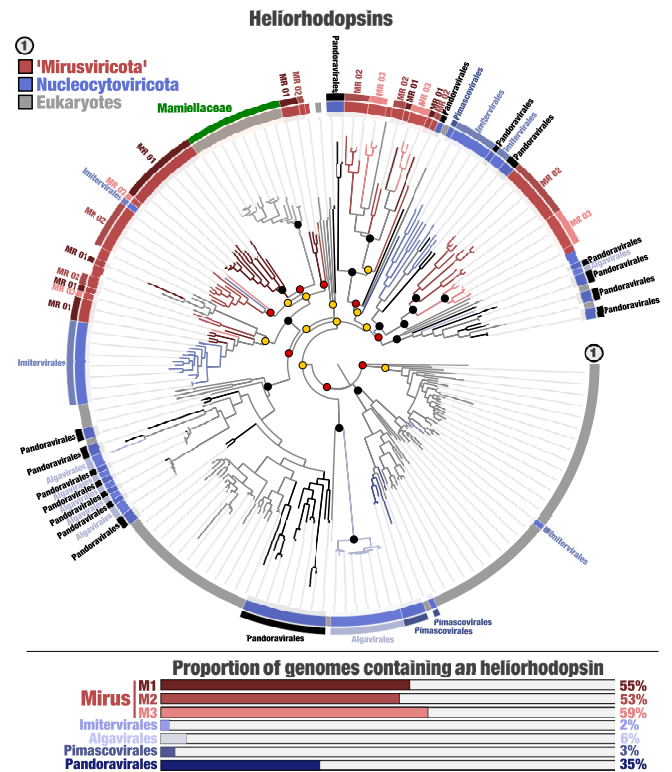 Heliorhodopsins
1
'Mirusviricota'
Nucleocytoviricota
Eukaryotes
Mamiellaceae
MR 01
MR 02
Pandoravirales
MR 02
MR 03
MR 02
MR 01
MR 03
MR 01
Pandoravirales
Pimascovirales
Imitervirales
Pandoravirales
Imitervirales
Pandoravirales
MR 02
MR 03
Pandoravirales
Algavirales
Pandoravirales
Pandoravirales
Pandoravirales
MR 01
Imitervirales
MR 03
MR 02
MR 01
MR 02
MR 01
MR 01
Imitervirales
1
Pandoravirales
Pandoravirales
Algavirales
Pandoravirales
Pandoravirales
Pandoravirales
Pandoravirales
Algavirales
Pandoravirales
Imitervirales
Pimascovirales
Pimascovirales
Pandoravirales
Algavirales
Proportion of genomes containing an heliorhodopsin
Mirus
M1 55%
M2 53%
M3 59%
Imitervirales 2%
Algavirales 6%
Pimascovirales 3%
Pandoravirales 35%